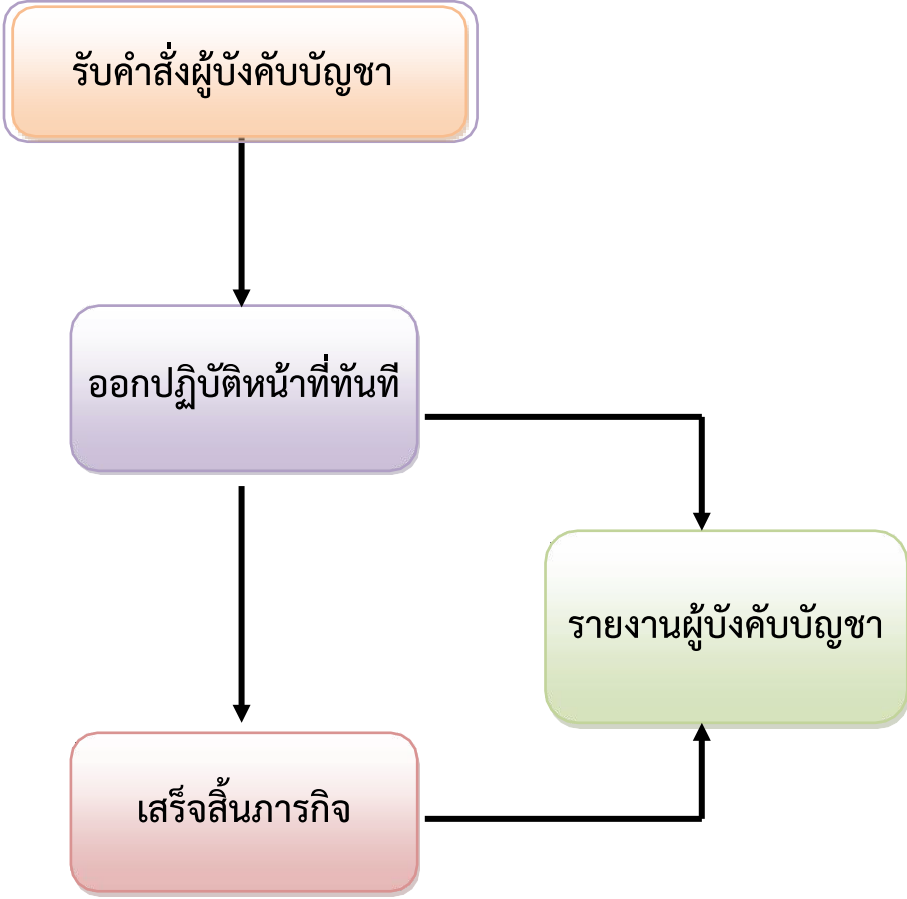 รับคำสั่งผู้บังคับบัญชา
ออกปฏิบัติหน้าที่ทันที
รายงานผู้บังคับบัญชา
เสร็จสิ้นภารกิจ